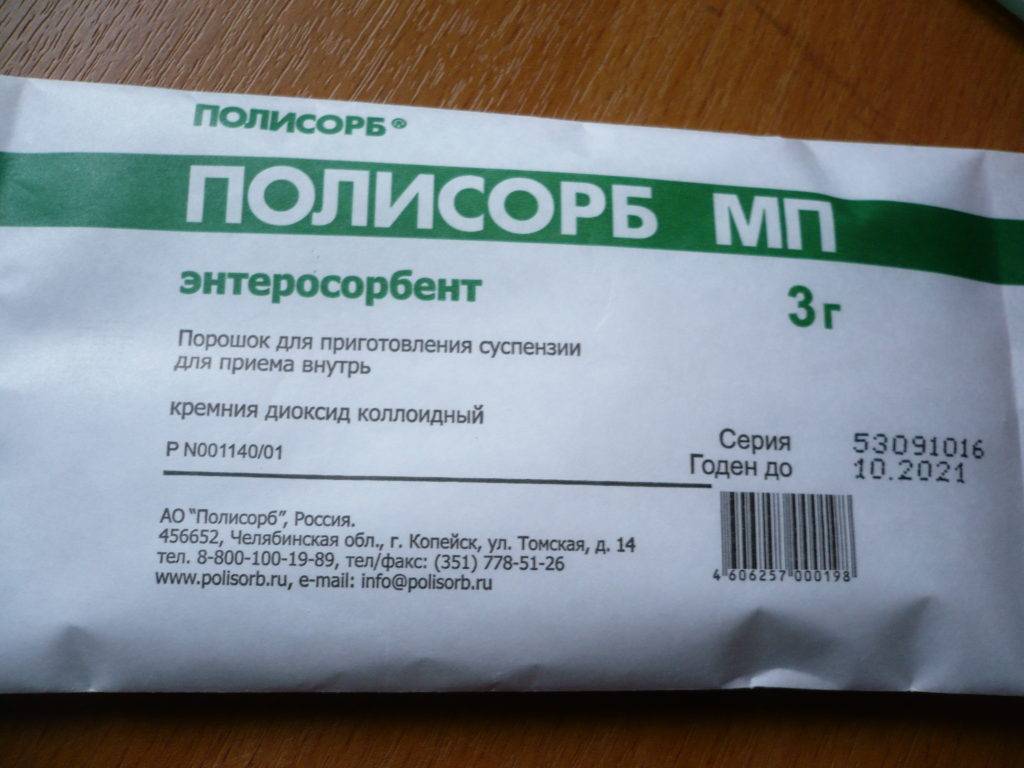 ПОЛИСОРБ®
ПОЛИСОРБ МП
энтеросорбент
3 г
Порошок для приготовления суспензии
для приема внутрь
кремния диоксид коллоидный
Р N001140/01
Серия 53091016
Годен до 10.2021
АО "Полисорб", Россия.
456652, Челябинская обл., г. Копейск, ул. Томская, д. 14
тел. 8-800-100-19-89, тел/факс: (351) 778-51-26
www.polisorb.ru, e-mail: info@polisorb.ru
4 606257 000198